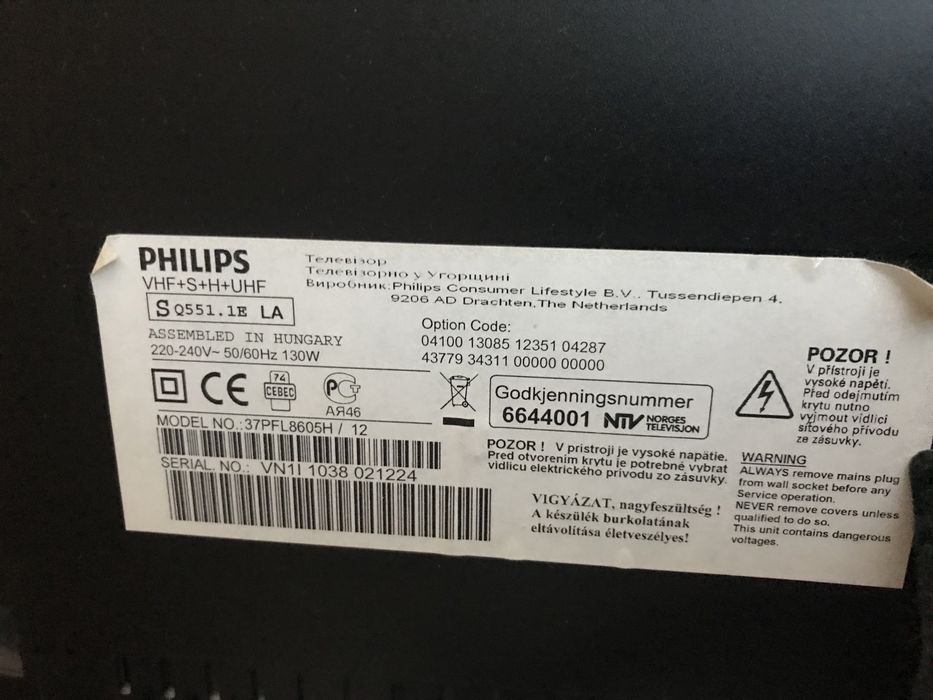 PHILIPS
VHF+S+H+UHF
S Q551.1E LA
ASSEMBLED IN HUNGARY
220-240V~ 50/60Hz 130W
Телевізор
Телевізорно у Угорщині
Виробник:Philips Consumer Lifestyle B.V.. Tussendiepen 4.
9206 AD Drachten,The Netherlands
Option Code:
04100 13085 12351 04287
43779 34311 00000 00000
CE
74
CEBEC
РСТ
АЯ46
Godkjenningsnummer
6644001 NTV NORGES
TELEVISJON
MODEL NO.:37PFL8605H / 12
SERIAL. NO.: VN1I 1038 021224
POZOR ! V pristroji je vysoké napätie.
Pred otvorením krytu je potrebné vybrat
vidlicu elektrického prívodu zo zásuvky.
VIGYÁZAT, nagyfeszültség !
A készülék burkolatának
eltávolítása életveszélyes!
POZOR !
V přístroji je
vysoké napětí.
Před odejmutím
krytu nutno
vyjmout vidlici
síťového přívodu
ze zásuvky.
WARNING
ALWAYS remove mains plug
from wall socket before any
Service operation.
NEVER remove covers unless
qualified to do so.
This unit contains dangerous
voltages.